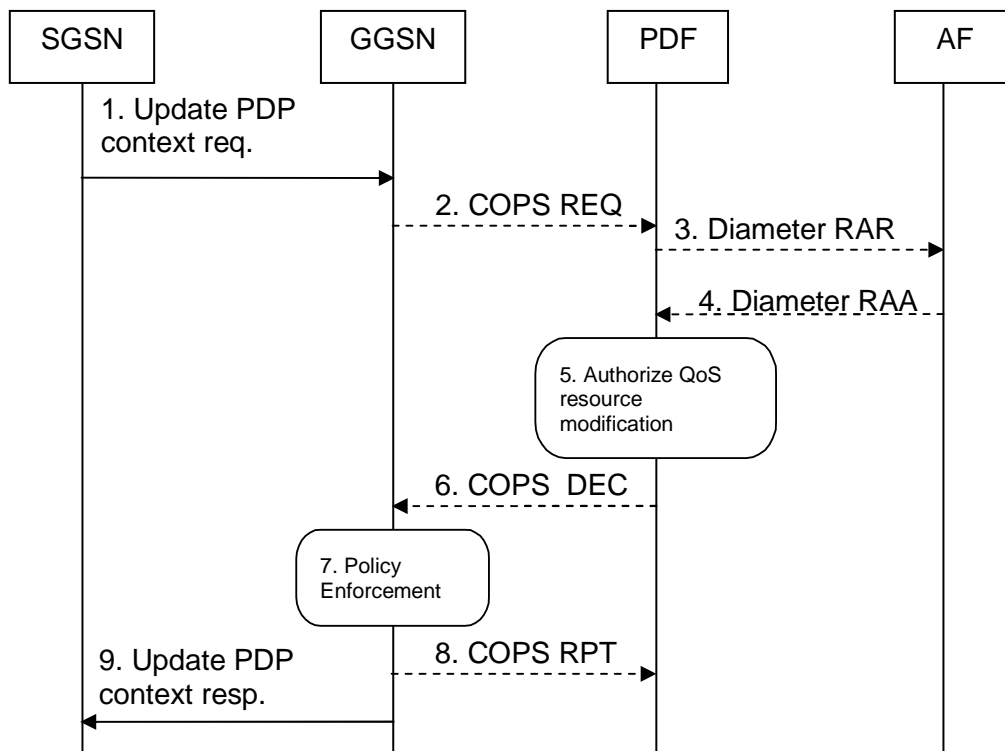 SGSN
GGSN
PDF
AF
1. Update PDP
context req.
2. COPS REQ
3. Diameter RAR
4. Diameter RAA
5. Authorize QoS
resource
modification
6. COPS  DEC
7. Policy
Enforcement
8. COPS RPT
9. Update PDP
context resp.